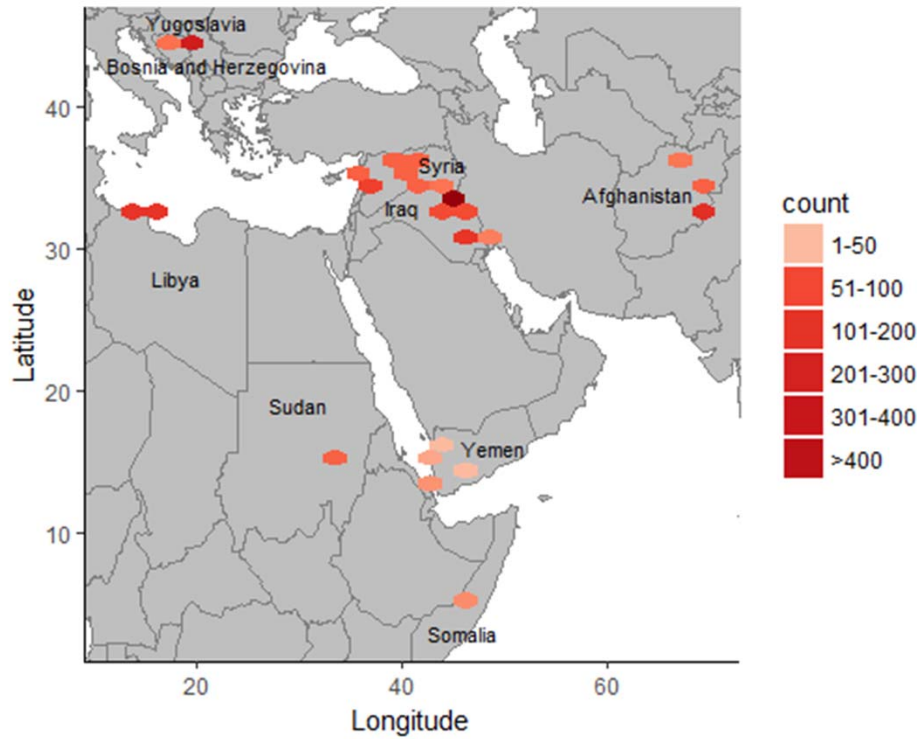 Yugoslavia
Bosnia and Herzegovina
40
Syria
Afghanistan
Iraq
count
1-50
30
51-100
Libya
101-200
Latitude
201-300
20
Sudan
301-400
Yemen
>400
10
Somalia
20
40
60
Longitude